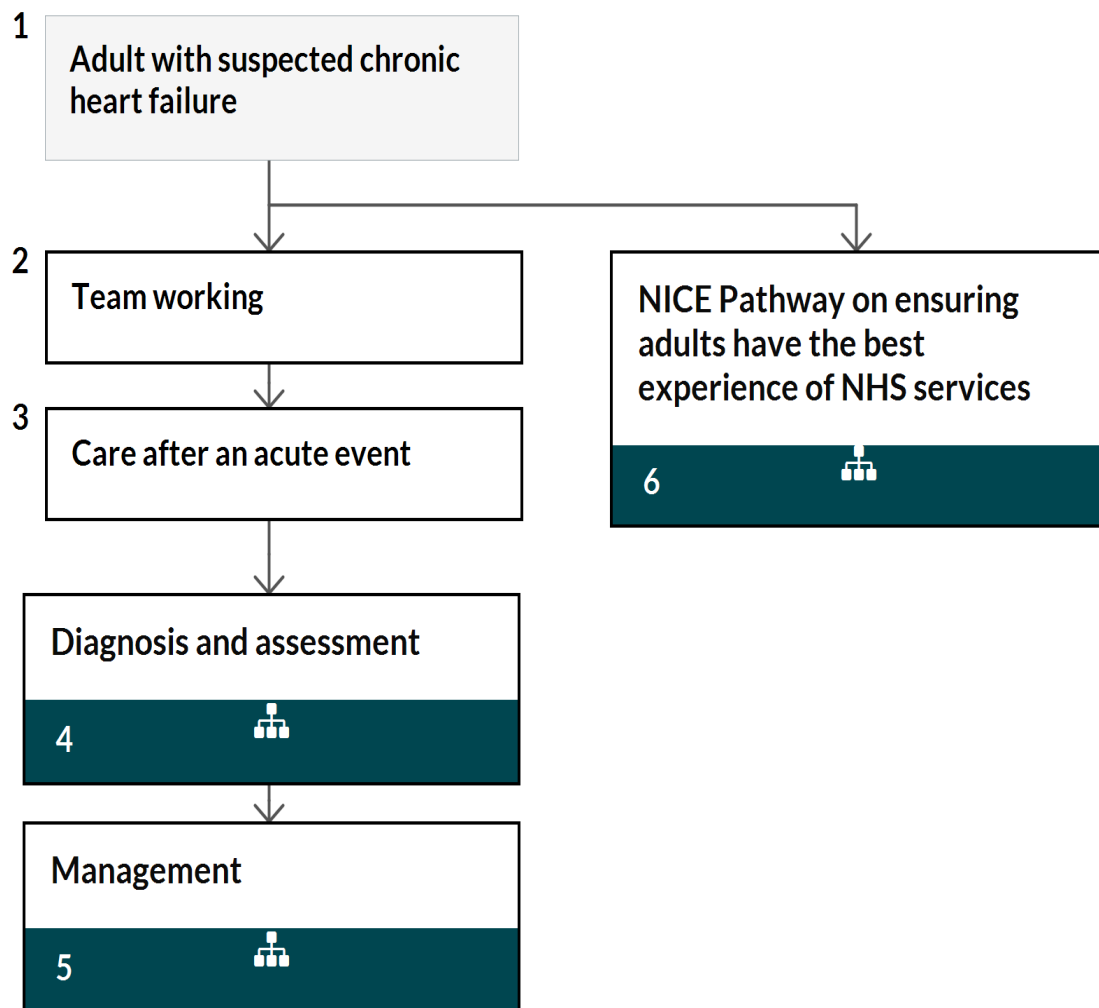 1
Adult with suspected chronic
heart failure
2
Team working
3
Care after an acute event
Diagnosis and assessment
4
Management
5
NICE Pathway on ensuring
adults have the best
experience of NHS services
6